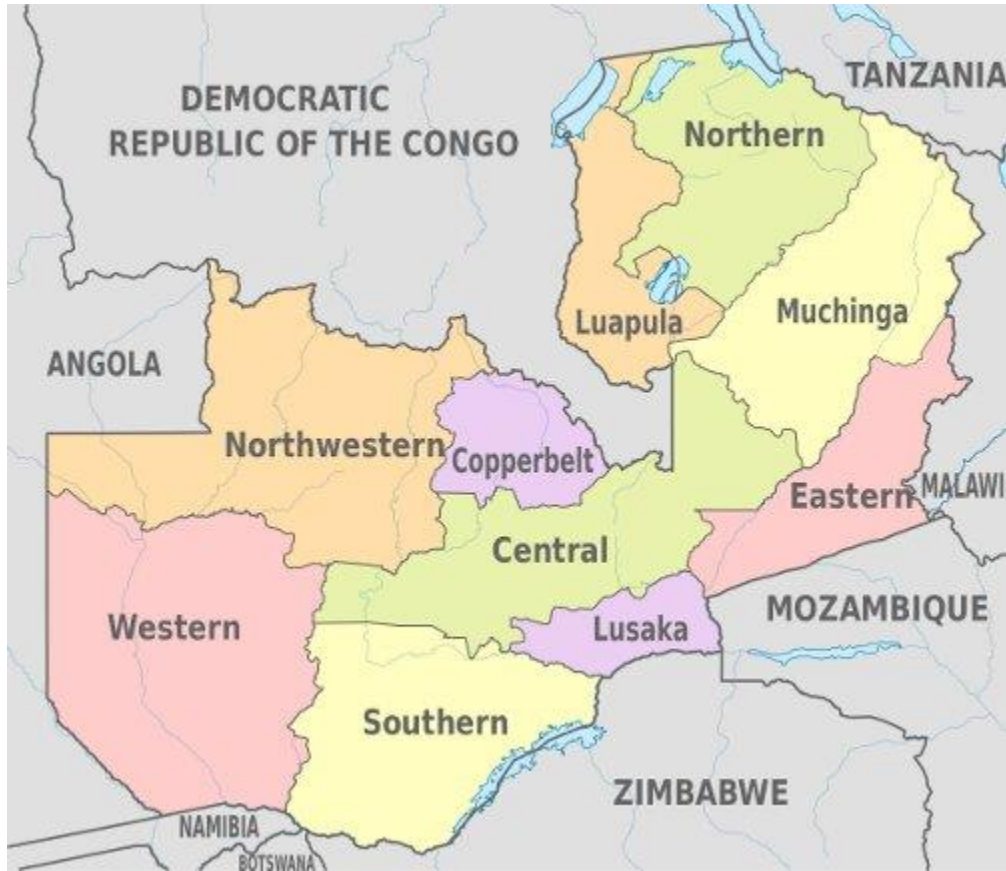 DEMOCRATIC
REPUBLIC OF THE CONGO
TANZANIA
Northern
Luapula
Muchinga
ANGOLA
Northwestern
Copperbelt
Eastern
MALAWI
Central
Western
Lusaka
MOZAMBIQUE
Southern
ZIMBABWE
NAMIBIA
BOTSWANA